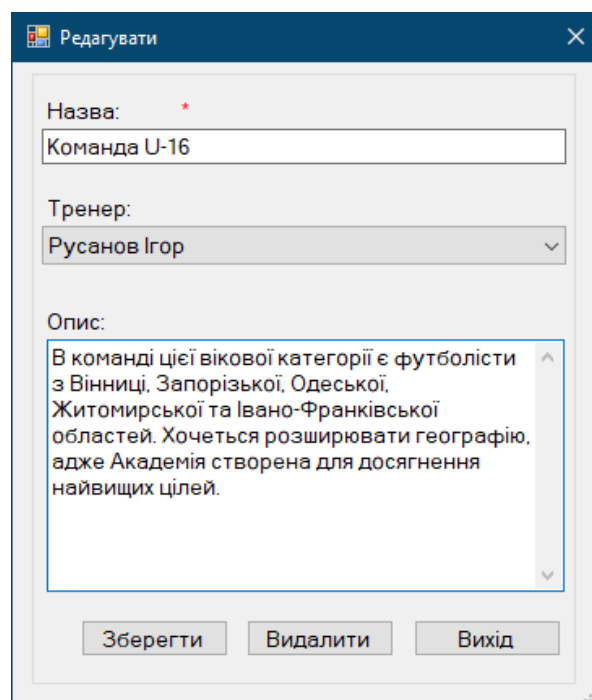 Редагувати
Назва: *
Команда U-16
Тренер:
Русанов Ігор
Опис:
В команді цієї вікової категорії є футболісти
з Вінниці, Запорізької, Одеської,
Житомирської та Івано-Франківської
областей. Хочеться розширювати географію,
адже Академія створена для досягнення
найвищих цілей.
Зберегти Видалити Вихід